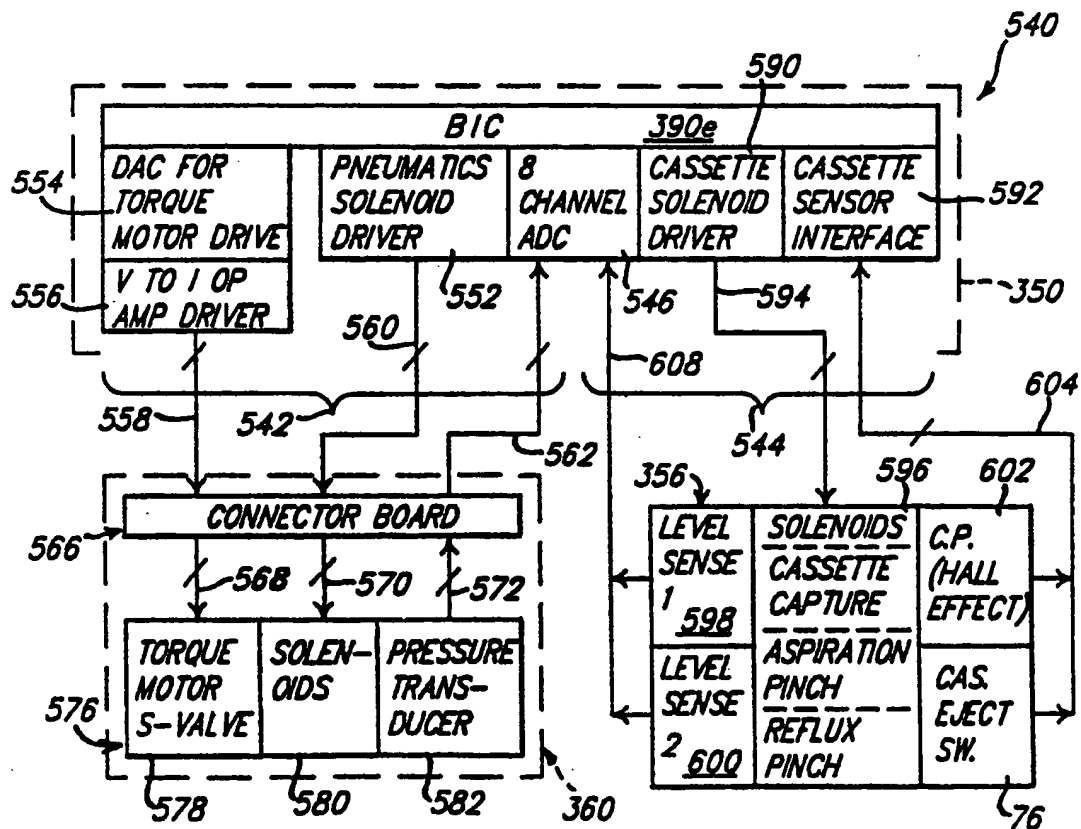 540
590
BIC 390e
554
DAC FOR
TORQUE
MOTOR DRIVE
PNEUMATICS
SOLENOID
DRIVER
8
CHANNEL
ADC
CASSETTE
SOLENOID
DRIVER
CASSETTE
SENSOR
INTERFACE
592
556
V TO I OP
AMP DRIVER
552
546
594
350
560
608
558
542
562
544
604
356
596
602
566
CONNECTOR BOARD
568
570
572
LEVEL
SENSE
1 598
SOLENOIDS
CASSETTE
CAPTURE
C.P.
(HALL
EFFECT)
576
TORQUE
MOTOR
S-VALVE
SOLEN-
OIDS
PRESSURE
TRANS-
DUCER
LEVEL
SENSE
2 600
ASPIRATION
PINCH
REFLUX
PINCH
CAS.
EJECT
SW.
578
580
582
360
76